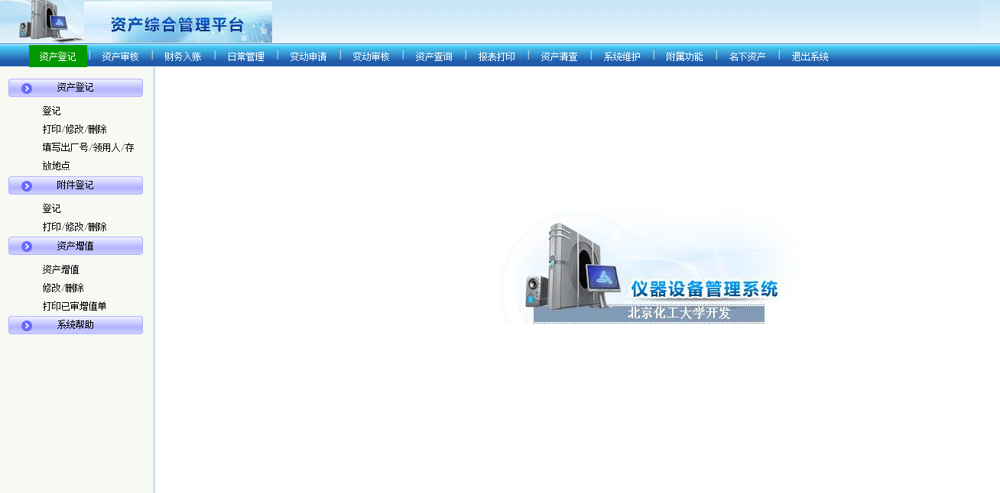 资产综合管理平台
资产登记 资产审核 财务入账 日常管理 变动申请 变动审核 资产查询 报表打印 资产清查 系统维护 附属功能 名下资产 退出系统
资产登记
登记
打印/修改/删除
填写出厂号/领用人/存
放地点
附件登记
登记
打印/修改/删除
资产增值
资产增值
修改/删除
打印已审增值单
系统帮助
仪器设备管理系统
北京化工大学开发